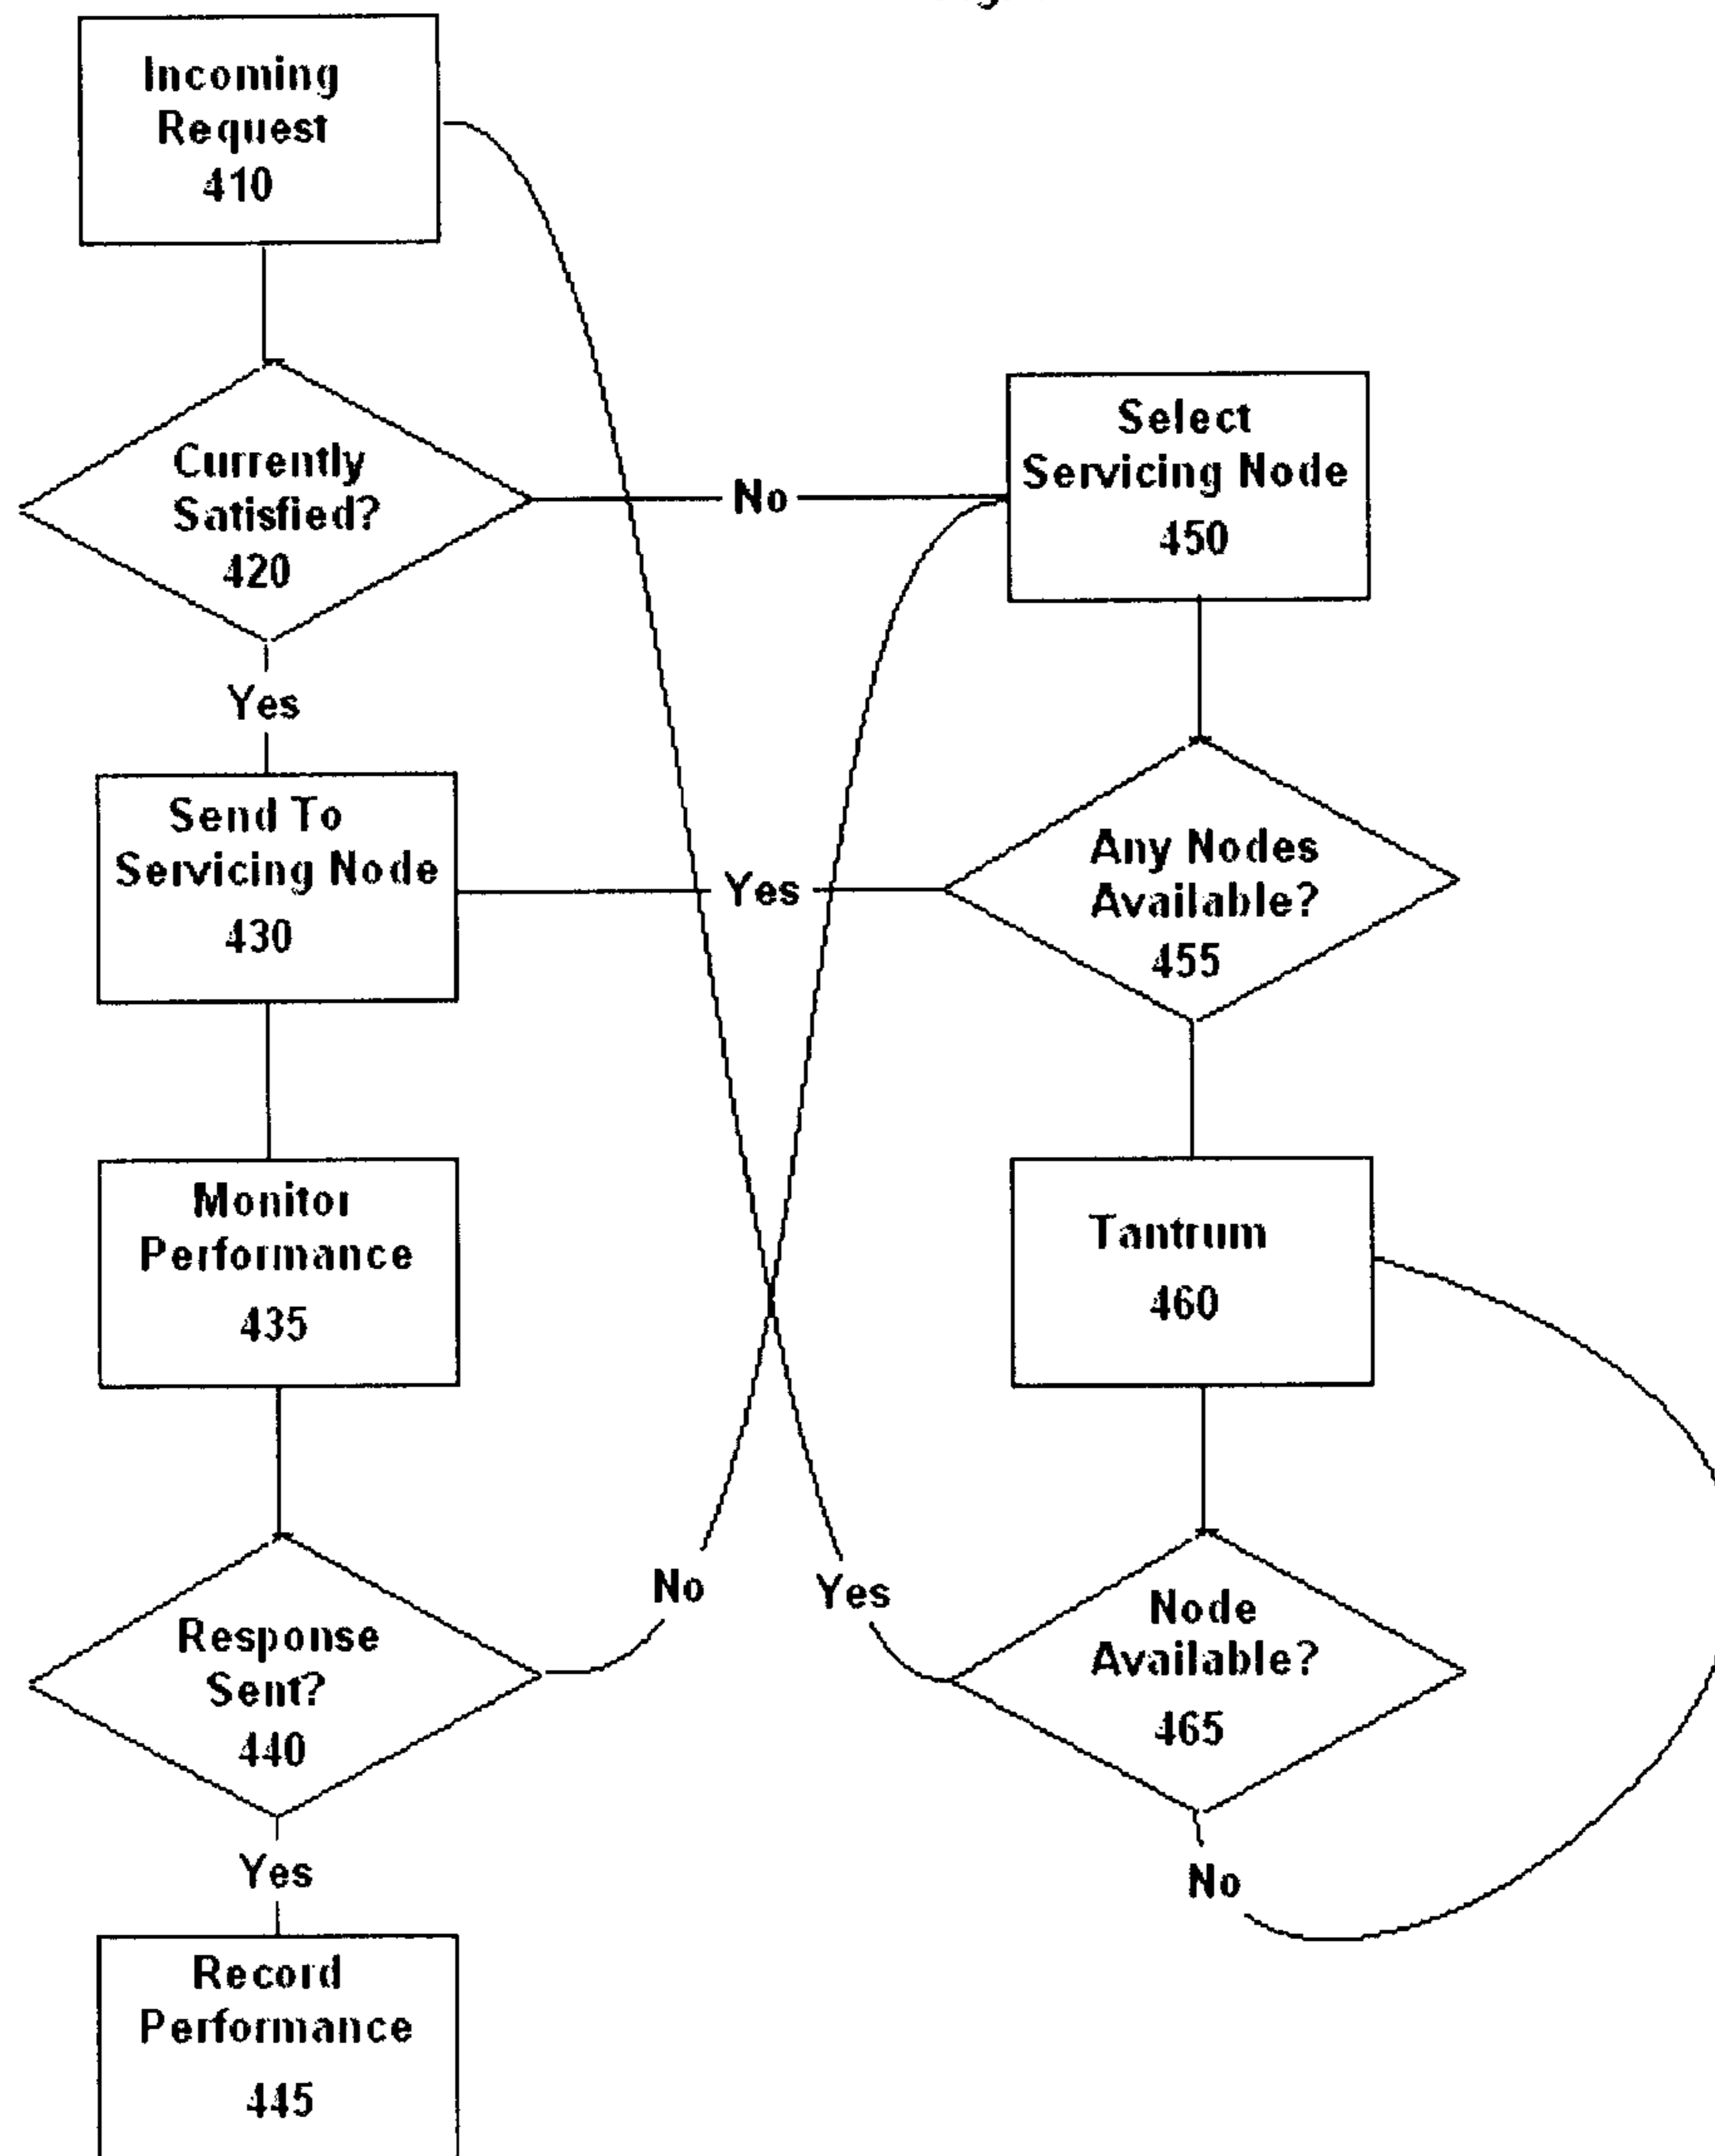 Incoming
Request
410
Currently
Satisfied?
420
No
Select
Servicing Node
450
Yes
Send To
Servicing Node
430
Yes
Any Nodes
Available?
455
Monitor
Performance
435
Tantrum
460
Response
Sent?
440
No
Yes
Node
Available?
465
Yes
No
Record
Performance
445